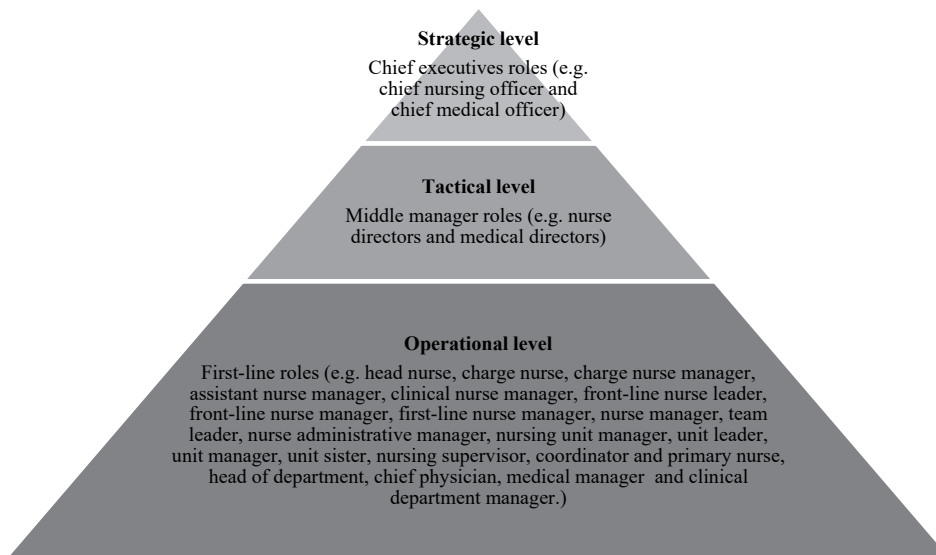 Strategic level
Chief executives roles (e.g.
chief nursing officer and
chief medical officer)
Tactical level
Middle manager roles (e.g. nurse
directors and medical directors)
Operational level
First-line roles (e.g. head nurse, charge nurse, charge nurse manager,
assistant nurse manager, clinical nurse manager, front-line nurse leader,
front-line nurse manager, first-line nurse manager, nurse manager, team
leader, nurse administrative manager, nursing unit manager, unit leader,
unit manager, unit sister, nursing supervisor, coordinator and primary nurse,
head of department, chief physician, medical manager  and clinical
department manager.)